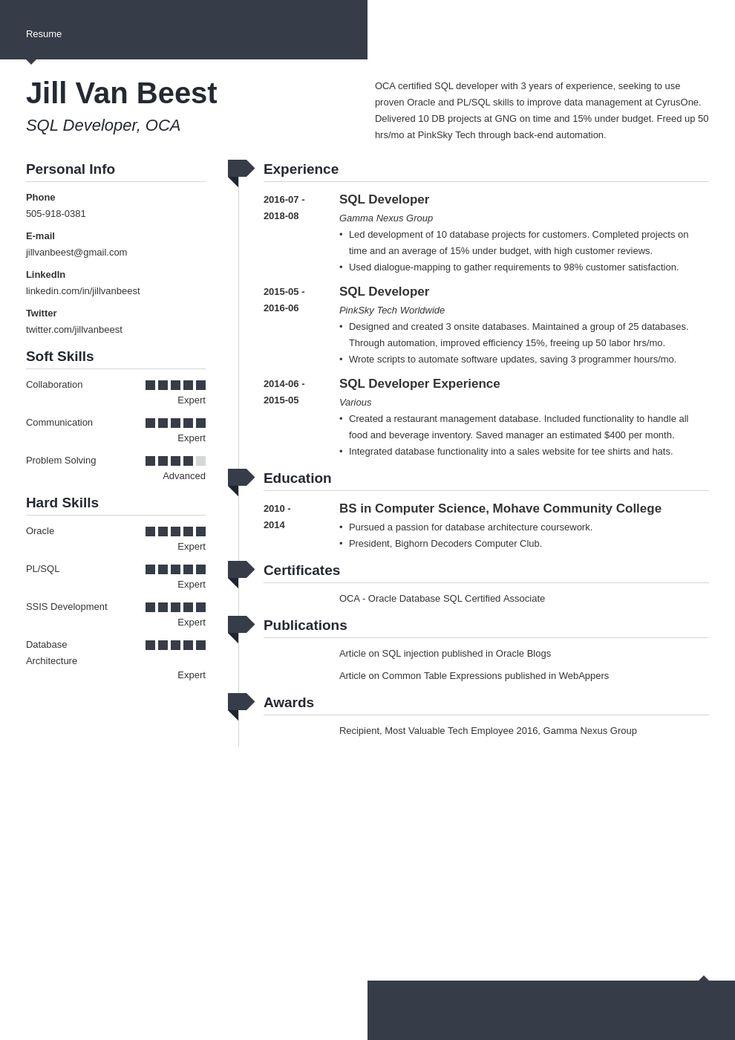 Resume
Jill Van Beest
SQL Developer, OCA
OCA certified SQL developer with 3 years of experience, seeking to use
proven Oracle and PL/SQL skills to improve data management at CyrusOne.
Delivered 10 DB projects at GNG on time and 15% under budget. Freed up 50
hrs/mo at PinkSky Tech through back-end automation.
Personal Info
Phone
505-918-0381
E-mail
jillvanbeest@gmail.com
LinkedIn
linkedin.com/in/jillvanbeest
Twitter
twitter.com/jillvanbeest
Soft Skills
Collaboration
Expert
Communication
Expert
Problem Solving
Advanced
Hard Skills
Oracle
Expert
PL/SQL
Expert
SSIS Development
Expert
Database
Architecture
Expert
Experience
2016-07 -
2018-08
SQL Developer
Gamma Nexus Group
• Led development of 10 database projects for customers. Completed projects on
time and an average of 15% under budget, with high customer reviews.
• Used dialogue-mapping to gather requirements to 98% customer satisfaction.
2015-05 -
2016-06
SQL Developer
PinkSky Tech Worldwide
• Designed and created 3 onsite databases. Maintained a group of 25 databases.
Through automation, improved efficiency 15%, freeing up 50 labor hrs/mo.
• Wrote scripts to automate software updates, saving 3 programmer hours/mo.
2014-06 -
2015-05
SQL Developer Experience
Various
• Created a restaurant management database. Included functionality to handle all
food and beverage inventory. Saved manager an estimated $400 per month.
• Integrated database functionality into a sales website for tee shirts and hats.
Education
2010 -
2014
BS in Computer Science, Mohave Community College
• Pursued a passion for database architecture coursework.
• President, Bighorn Decoders Computer Club.
Certificates
OCA - Oracle Database SQL Certified Associate
Publications
Article on SQL injection published in Oracle Blogs
Article on Common Table Expressions published in WebAppers
Awards
Recipient, Most Valuable Tech Employee 2016, Gamma Nexus Group